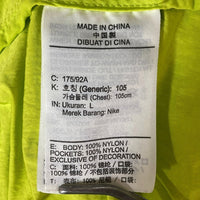 MADE IN CHINA
中国製
DIBUAT DI CINA
C: 175/92A
K: 호칭 (Generic): 105
가슴둘레 (Chest): 105cm
IN: Ukuran: L
Merek Barang: Nike
E: BODY: 100% NYLON /
POCKETS: 100% NYLON /
EXCLUSIVE OF DECORATION
C: 面料: 100% 锦纶 / 口袋:
100% 锦纶 / 不包括装饰部分